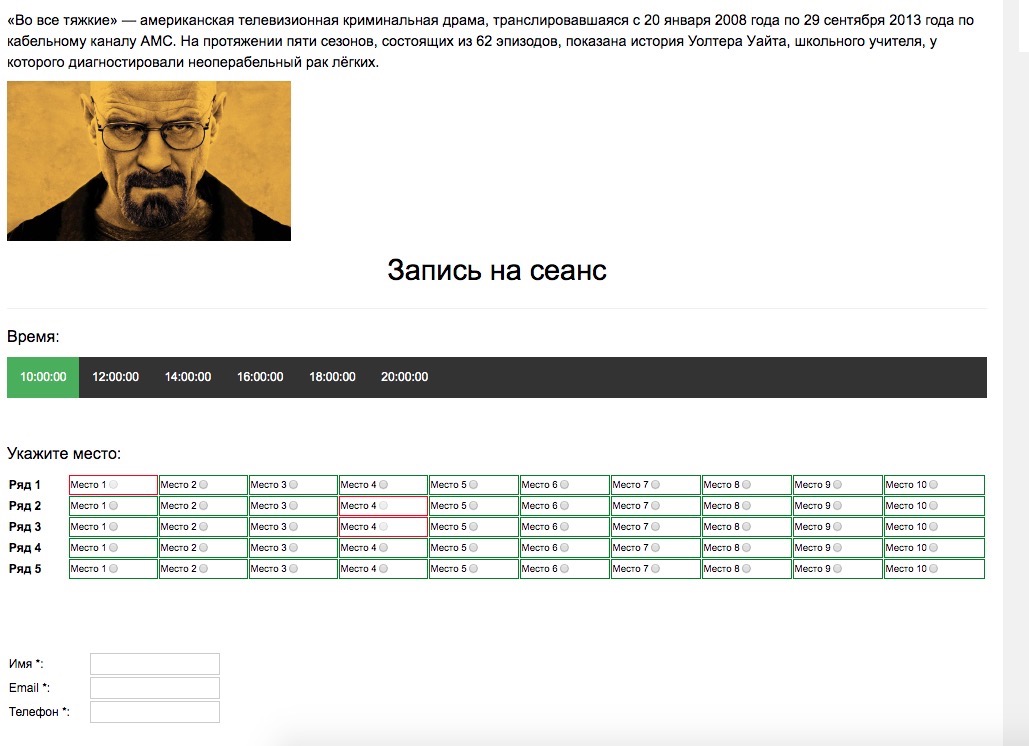 «Во все тяжкие» — американская телевизионная криминальная драма, транслировавшаяся с 20 января 2008 года по 29 сентября 2013 года по
кабельному каналу AMC. На протяжении пяти сезонов, состоящих из 62 эпизодов, показана история Уолтера Уайта, школьного учителя, у
которого диагностировали неоперабельный рак лёгких.
Запись на сеанс
Время:
10:00:00 12:00:00 14:00:00 16:00:00 18:00:00 20:00:00
Укажите место:
Ряд 1 Место 1 Место 2 Место 3 Место 4 Место 5 Место 6 Место 7 Место 8 Место 9 Место 10
Ряд 2 Место 1 Место 2 Место 3 Место 4 Место 5 Место 6 Место 7 Место 8 Место 9 Место 10
Ряд 3 Место 1 Место 2 Место 3 Место 4 Место 5 Место 6 Место 7 Место 8 Место 9 Место 10
Ряд 4 Место 1 Место 2 Место 3 Место 4 Место 5 Место 6 Место 7 Место 8 Место 9 Место 10
Ряд 5 Место 1 Место 2 Место 3 Место 4 Место 5 Место 6 Место 7 Место 8 Место 9 Место 10
Имя *:
Email *:
Телефон *: